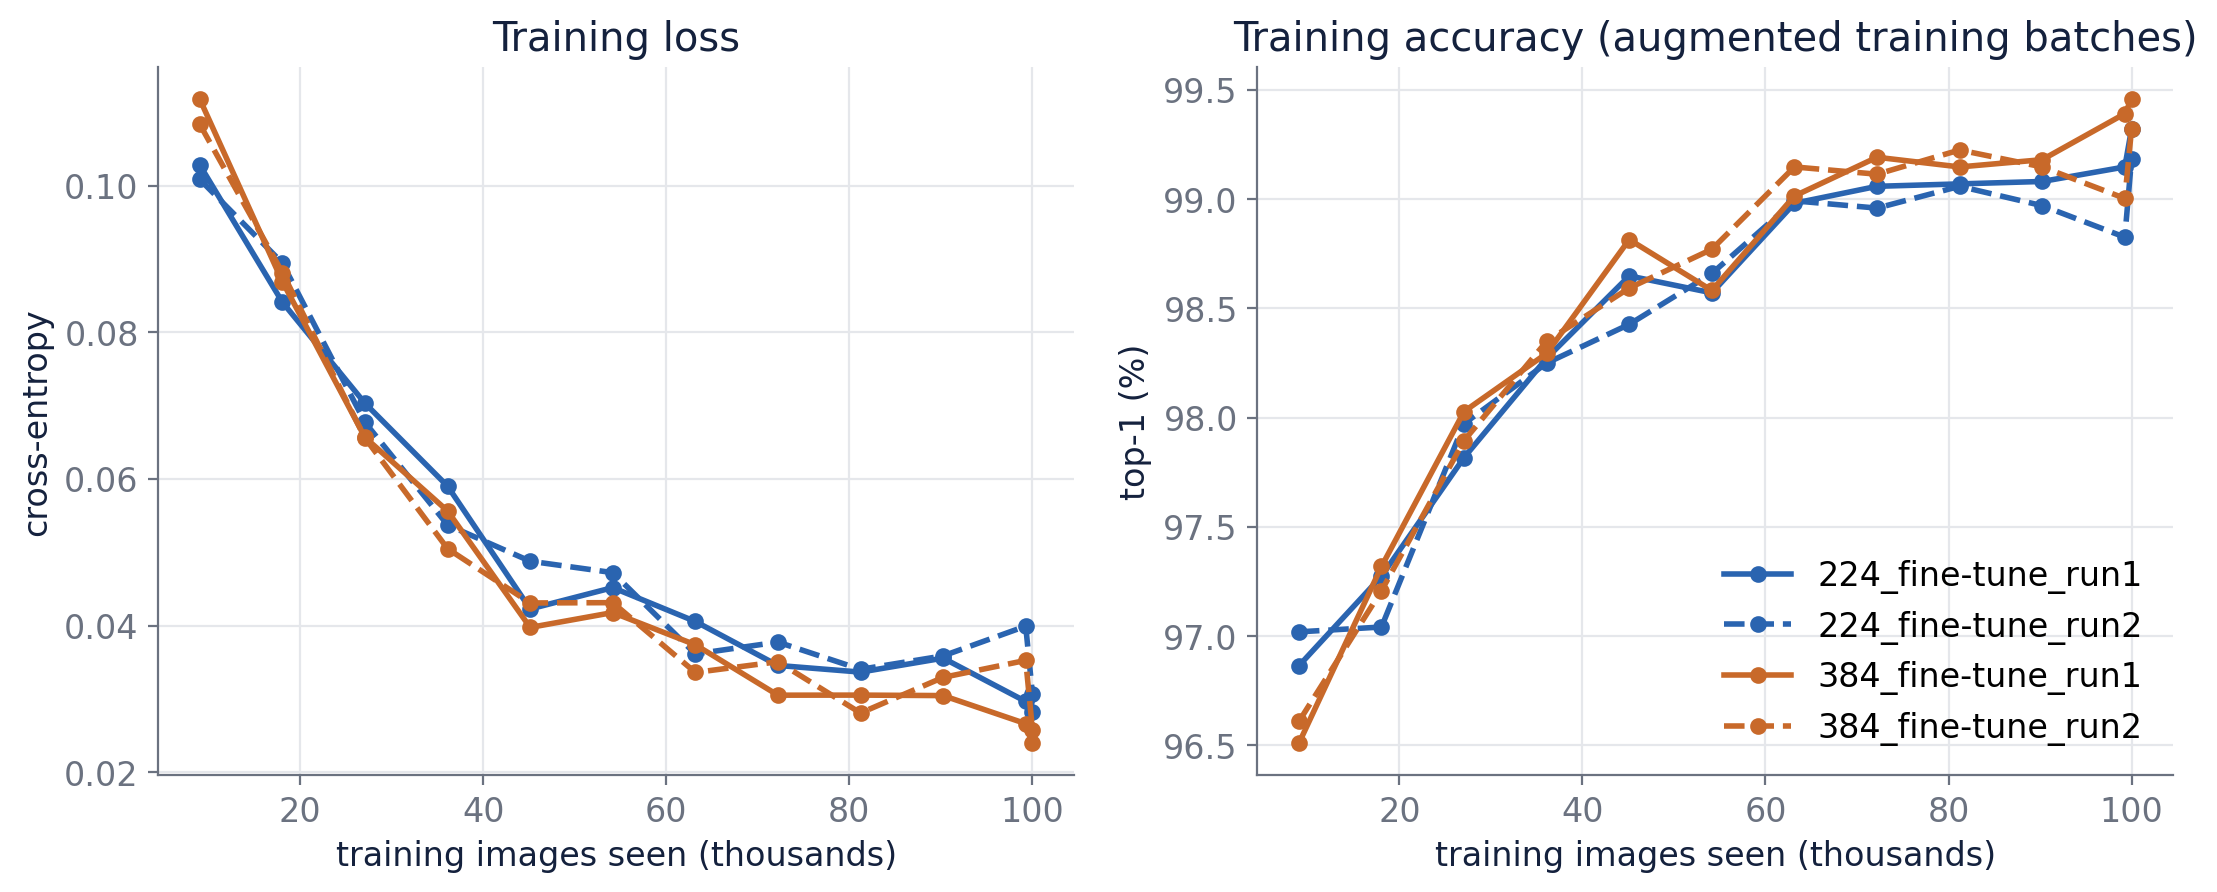 Training loss
cross-entropy
0.10
0.08
0.06
0.04
0.02
20 40 60 80 100
training images seen (thousands)
Training accuracy (augmented training batches)
top-1 (%)
99.5
99.0
98.5
98.0
97.5
97.0
96.5
224_fine-tune_run1
224_fine-tune_run2
384_fine-tune_run1
384_fine-tune_run2
20 40 60 80 100
training images seen (thousands)